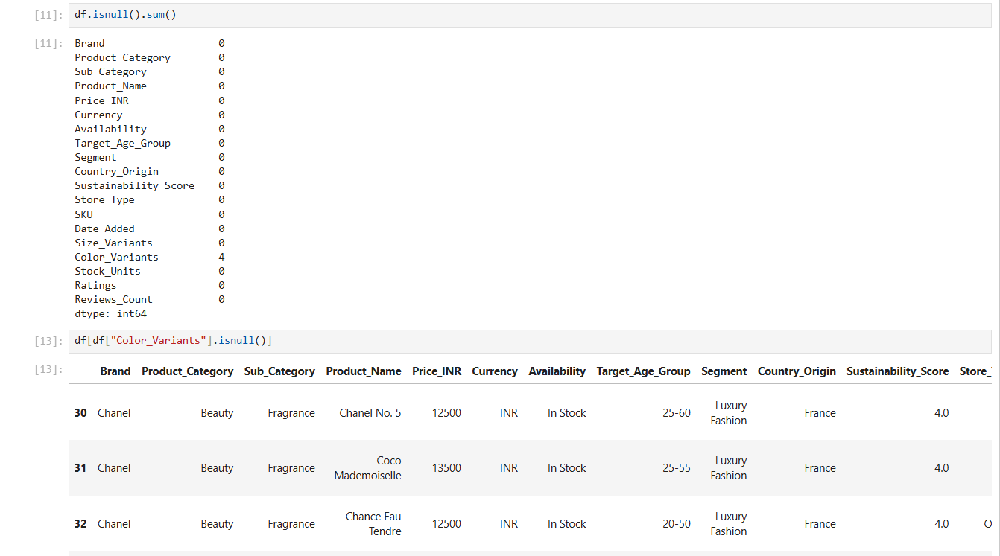 [11]: df.isnull().sum()
[11]: Brand 0
Product_Category 0
Sub_Category 0
Product_Name 0
Price_INR 0
Currency 0
Availability 0
Target_Age_Group 0
Segment 0
Country_Origin 0
Sustainability_Score 0
Store_Type 0
SKU 0
Date_Added 0
Size_Variants 0
Color_Variants 4
Stock_Units 0
Ratings 0
Reviews_Count 0
dtype: int64
[13]: df[df["Color_Variants"].isnull()]
[13]: Brand Product_Category Sub_Category Product_Name Price_INR Currency Availability Target_Age_Group Segment Country_Origin Sustainability_Score Store_
30 Chanel Beauty Fragrance Chanel No. 5 12500 INR In Stock 25-60 Luxury Fashion France 4.0
31 Chanel Beauty Fragrance Coco Mademoiselle 13500 INR In Stock 25-55 Luxury Fashion France 4.0
32 Chanel Beauty Fragrance Chance Eau Tendre 12500 INR In Stock 20-50 Luxury Fashion France 4.0 O